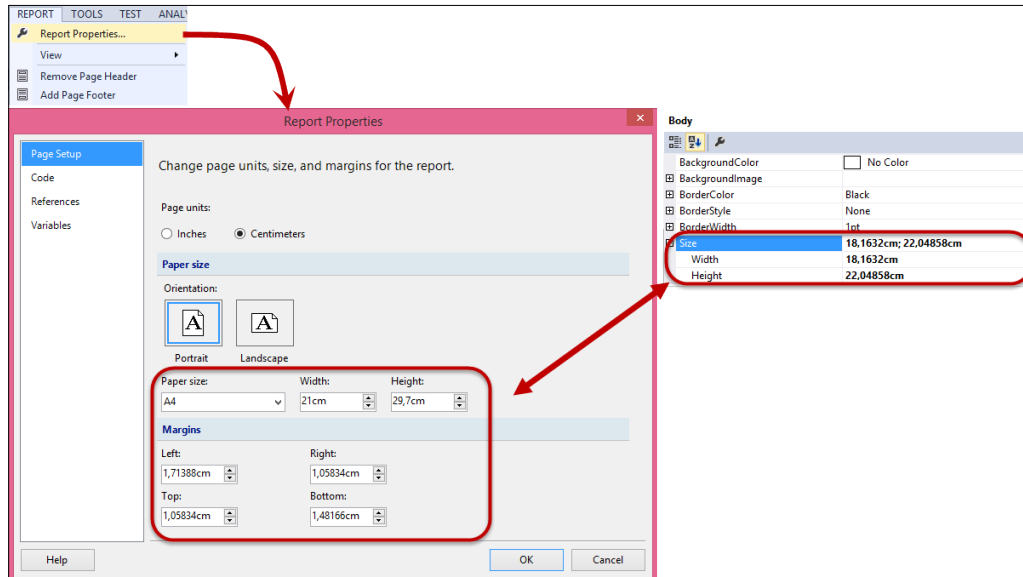 REPORT TOOLS TEST ANAL
Report Properties...
View
Remove Page Header
Add Page Footer
Report Properties
Page Setup
Code
References
Variables
Change page units, size, and margins for the report.
Page units:
Inches Centimeters
Paper size
Orientation:
A A
Portrait Landscape
Paper size: Width: Height:
A4 21cm 29,7cm
Margins
Left: Right:
1,71388cm 1,05834cm
Top: Bottom:
1,05834cm 1,48166cm
Help OK Cancel
Body
BackgroundColor No Color
BackgroundImage
BorderColor Black
BorderStyle None
BorderWidth 1pt
Size 18,1632cm; 22,04858cm
Width 18,1632cm
Height 22,04858cm